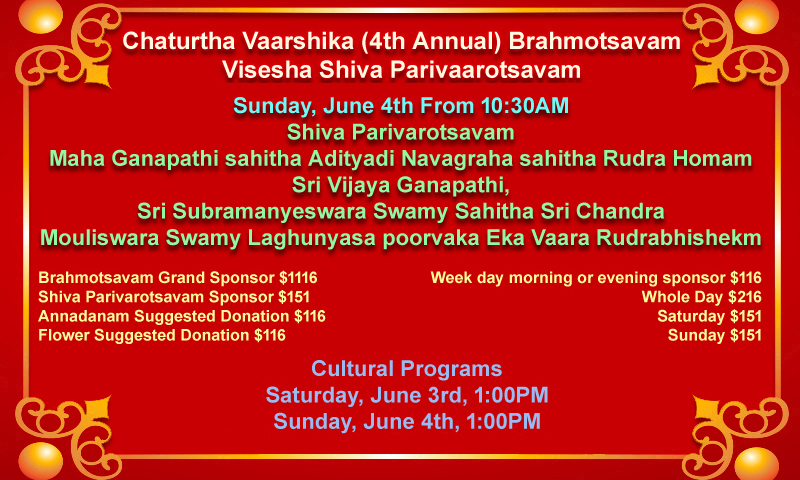 Chaturtha Vaarshika (4th Annual) Brahmotsavam
Visesha Shiva Parivaarotsavam
Sunday, June 4th From 10:30AM
Shiva Parivarotsavam
Maha Ganapathi sahitha Adityadi Navagraha sahitha Rudra Homam
Sri Vijaya Ganapathi,
Sri Subramanyeswara Swamy Sahitha Sri Chandra
Mouliswara Swamy Laghunyasa poorvaka Eka Vaara Rudrabhishekm
Brahmotsavam Grand Sponsor $1116
Shiva Parivarotsavam Sponsor $151
Annadanam Suggested Donation $116
Flower Suggested Donation $116
Week day morning or evening sponsor $116
Whole Day $216
Saturday $151
Sunday $151
Cultural Programs
Saturday, June 3rd, 1:00PM
Sunday, June 4th, 1:00PM